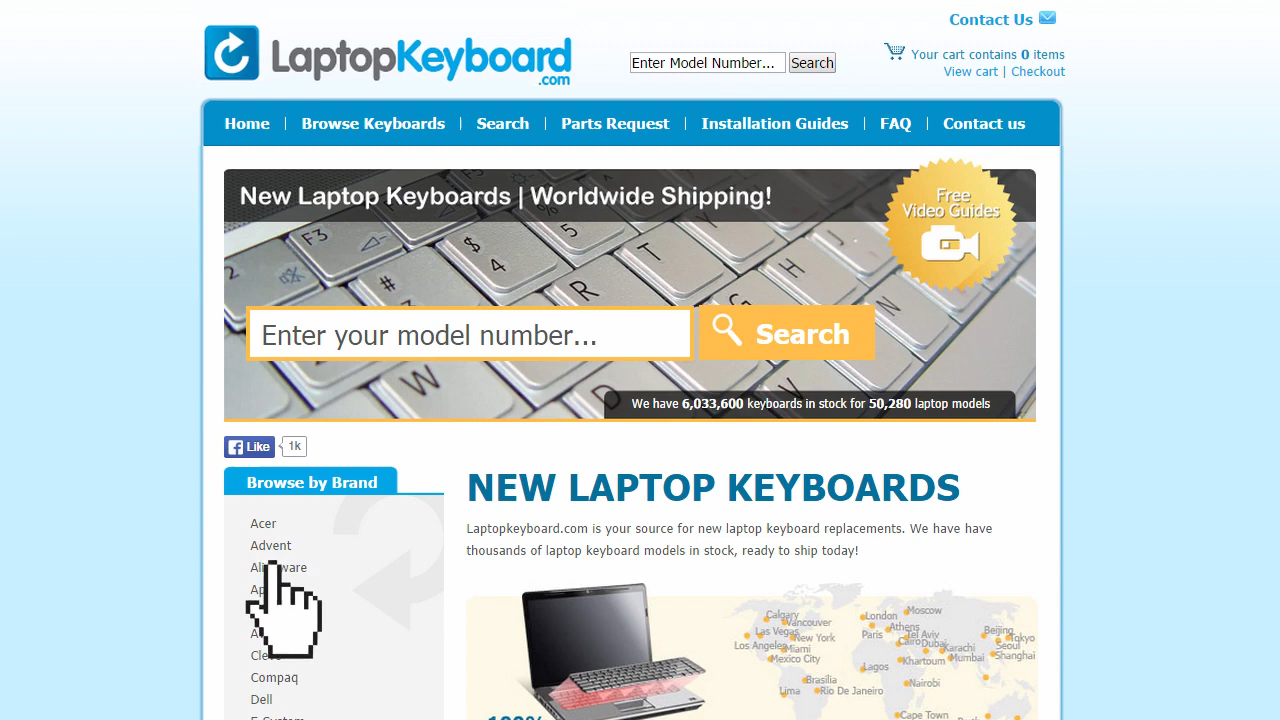 Contact Us
LaptopKeyboard
.com
Enter Model Number...
Search
Your cart contains 0 items
View cart | Checkout
Home
Browse Keyboards
Search
Parts Request
Installation Guides
FAQ
Contact us
New Laptop Keyboards | Worldwide Shipping!
Free
Video Guides
F3
2
#
$
4
%
5
R
T
G
H
N
W
D
V
Enter your model number...
Search
We have 6,033,600 keyboards in stock for 50,280 laptop models
Like
1k
Browse by Brand
Acer
Advent
Compaq
Dell
NEW LAPTOP KEYBOARDS
Laptopkeyboard.com is your source for new laptop keyboard replacements. We have have
thousands of laptop keyboard models in stock, ready to ship today!
Calgary
Vancouver
Las Vegas
New York
Los Angeles
Miami
Mexico City
Brasilia
Lima
Rio De Janeiro
London
Moscow
Paris
Athens
Cairo
Tel Aviv
Dubai
Karachi
Khartoum
Mumbai
Lagos
Nairobi
Beijing
Tokyo
Seoul
Shanghai
Cape Town
100%